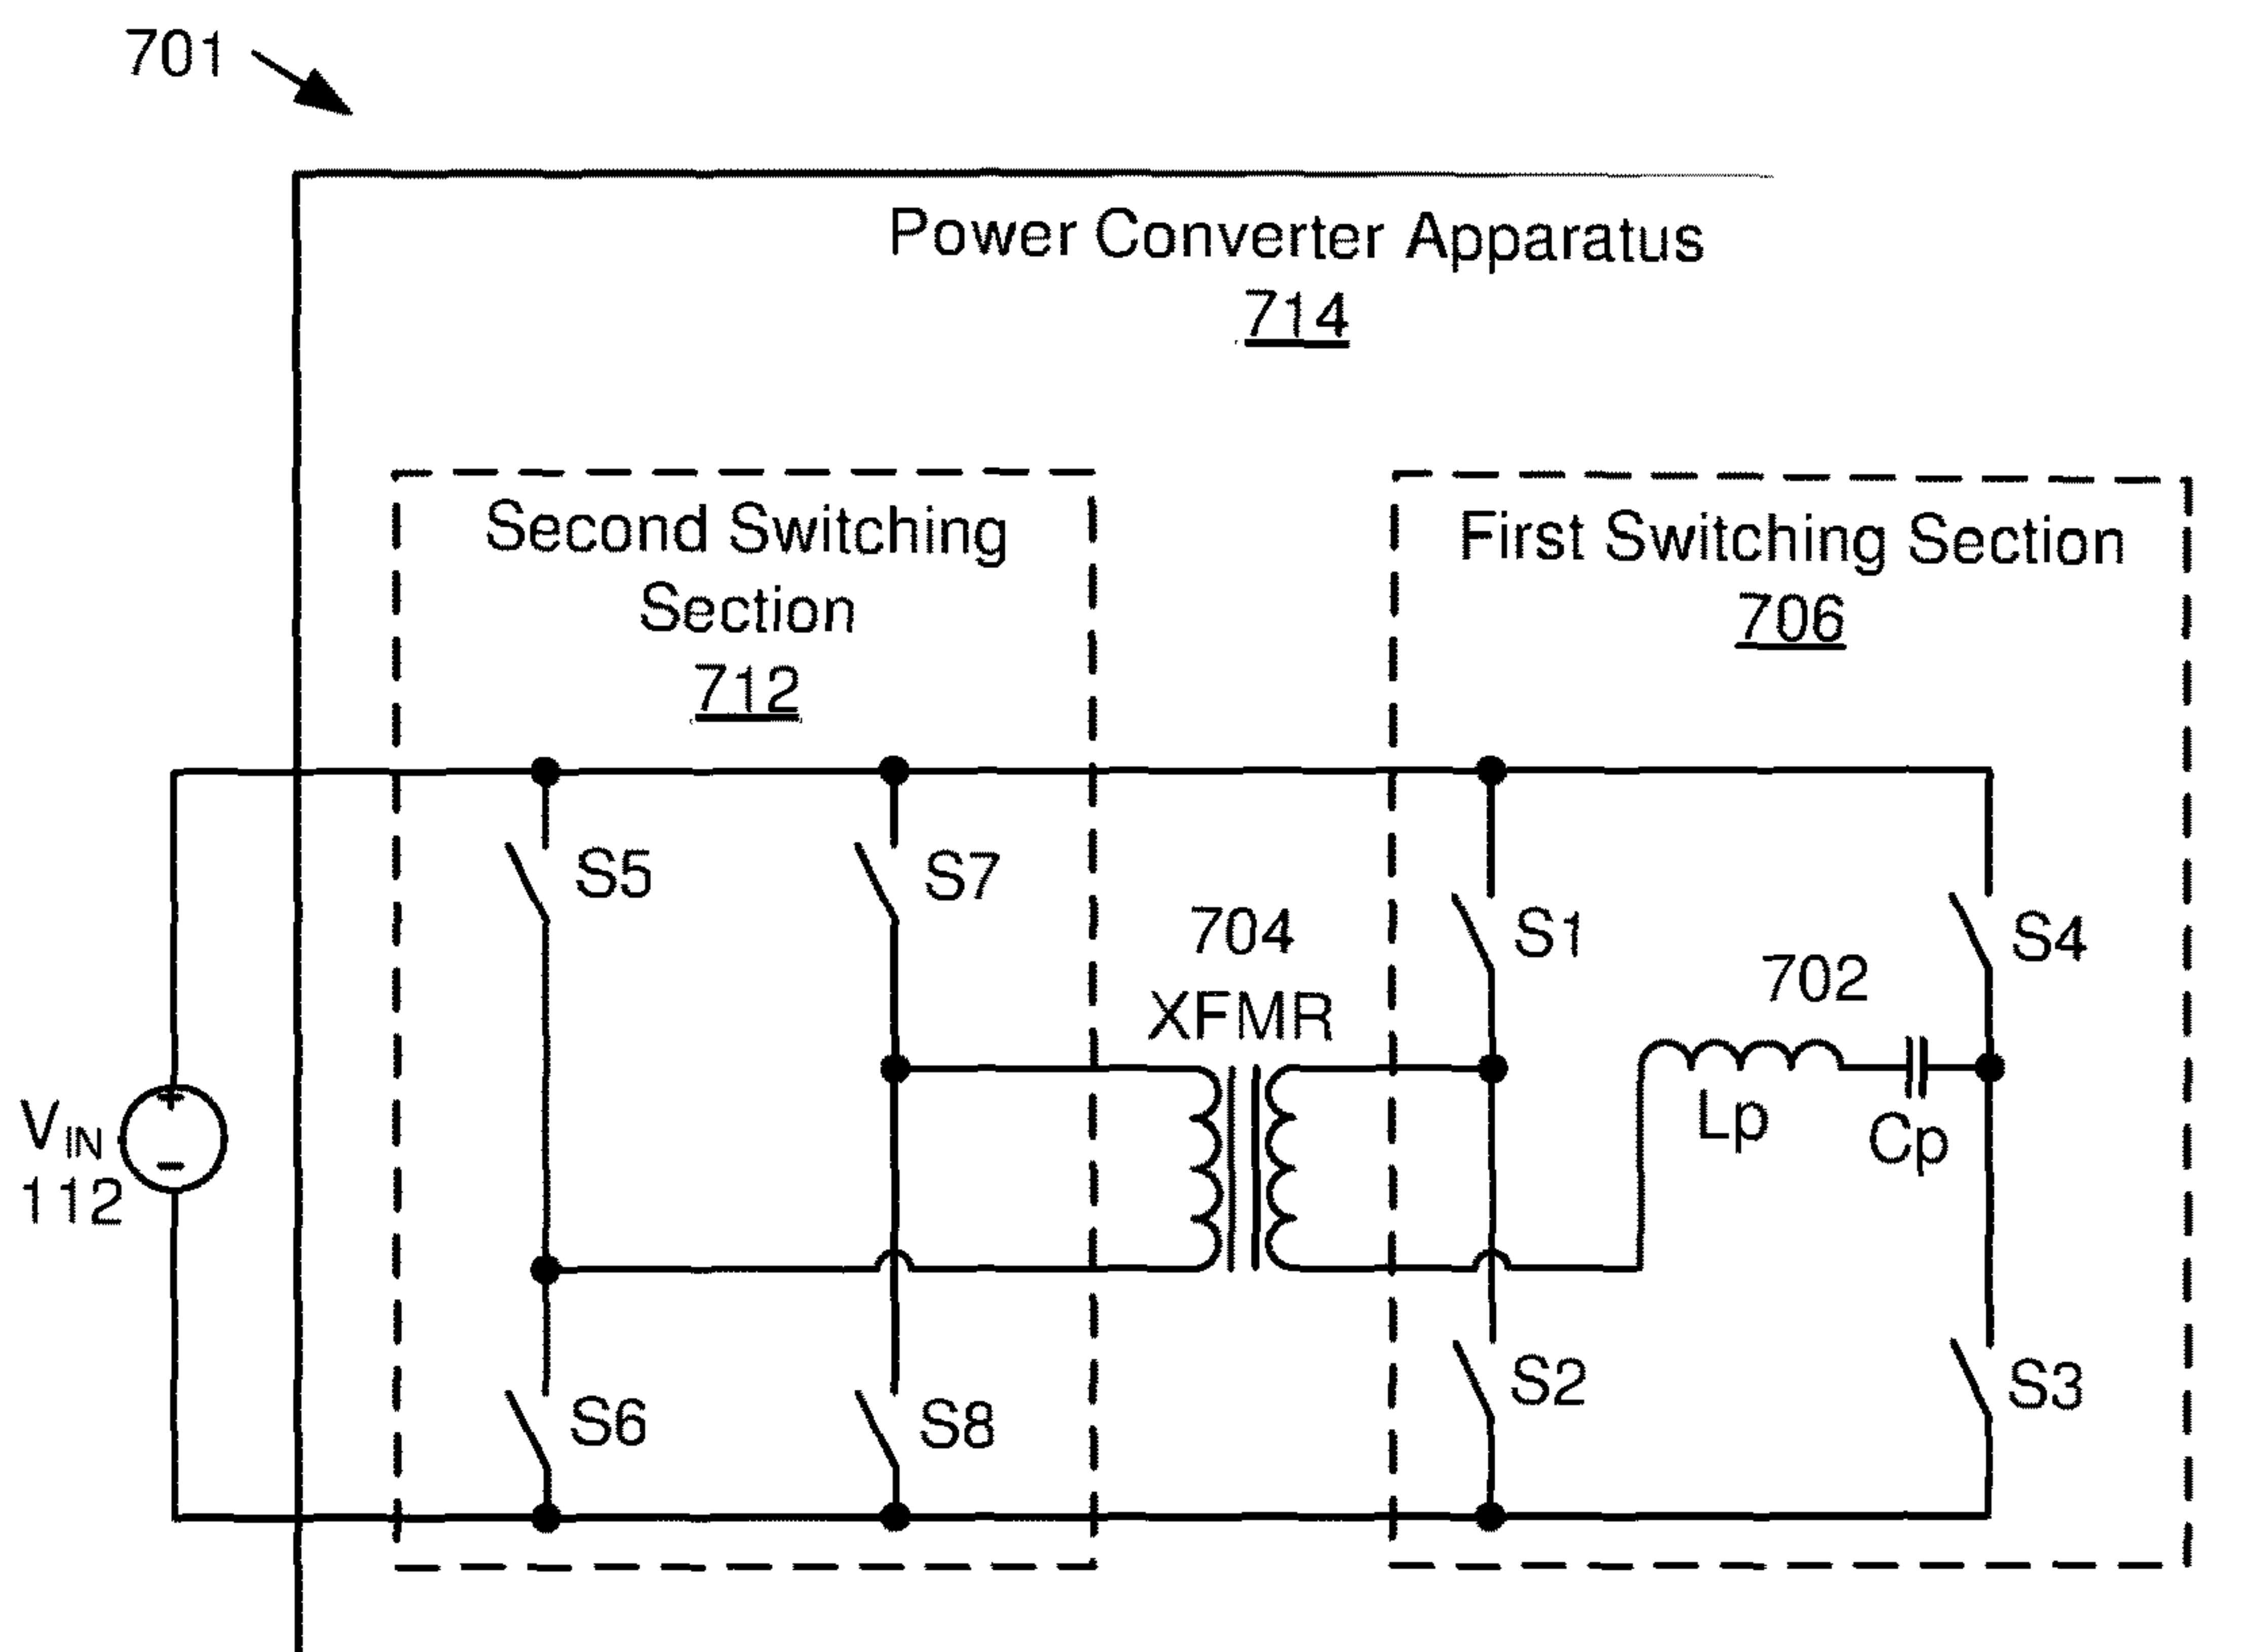 701
Power Converter Apparatus
714
Second Switching
Section
712
First Switching Section
706
S5
S7
S1
S4
704
XFMR
702
Lp
Cp
VIN
112
+
-
S6
S8
S2
S3